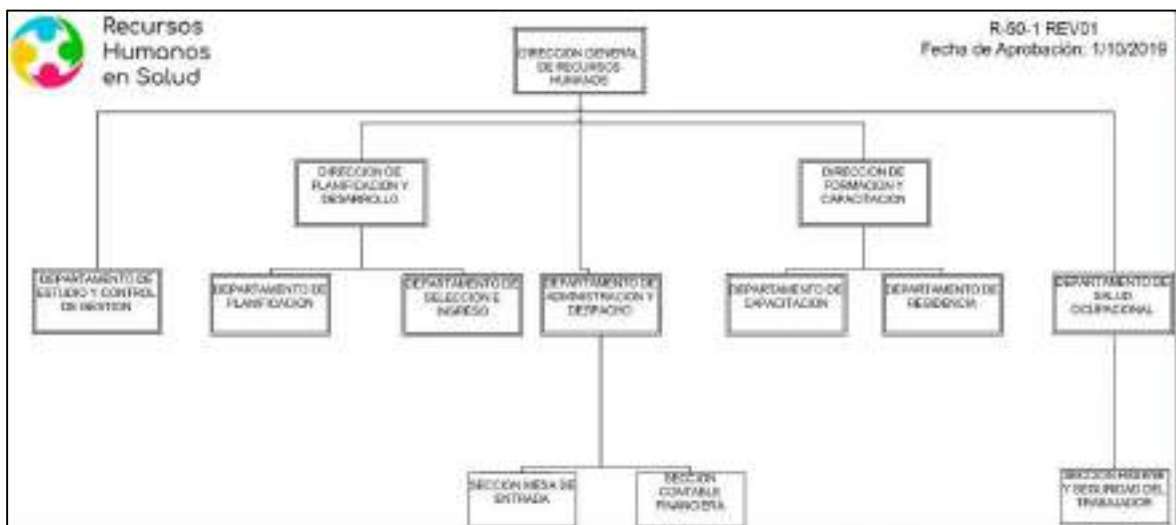 Recursos
Humanos
en Salud
R-50-1 REV01
Fecha de Aprobación: 1/10/2019
DIRECCION GENERAL
DE RECURSOS
HUMANOS
DIRECCION DE
PLANIFICACION Y
DESARROLLO
DIRECCION DE
FORMACION Y
CAPACITACION
DEPARTAMENTO DE
ESTUDIO Y CONTROL
DE GESTION
DEPARTAMENTO DE
PLANIFICACION
DEPARTAMENTO DE
SELECCION E
INGRESO
DEPARTAMENTO DE
ADMINISTRACION Y
DESPACHO
DEPARTAMENTO DE
CAPACITACION
DEPARTAMENTO DE
RESIDENCIA
DEPARTAMENTO DE
SALUD
OCUPACIONAL
SECCION MESA DE
ENTRADA
SECCION
CONTABLE
FINANCIERA
SECCION HIGIENE
Y SEGURIDAD DEL
TRABAJADOR